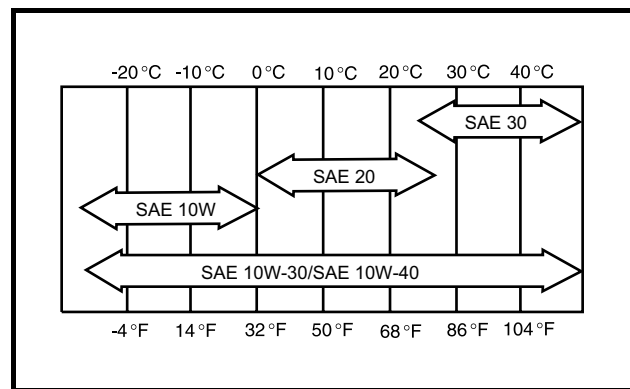 -20 °C -10 °C 0 °C 10 °C 20 °C 30 °C 40 °C
SAE 30
SAE 20
SAE 10W
SAE 10W-30/SAE 10W-40
-4 °F 14 °F 32 °F 50 °F 68 °F 86 °F 104 °F